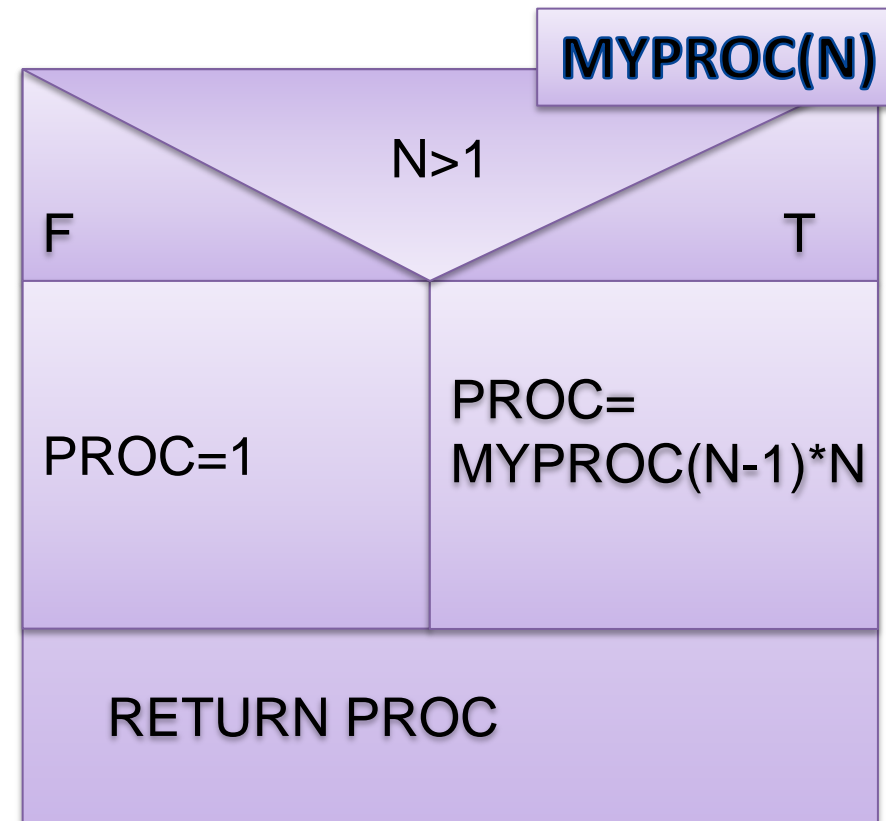 MYPROC(N)
N>1
F
T
PROC=1
PROC=
MYPROC(N-1)*N
RETURN PROC